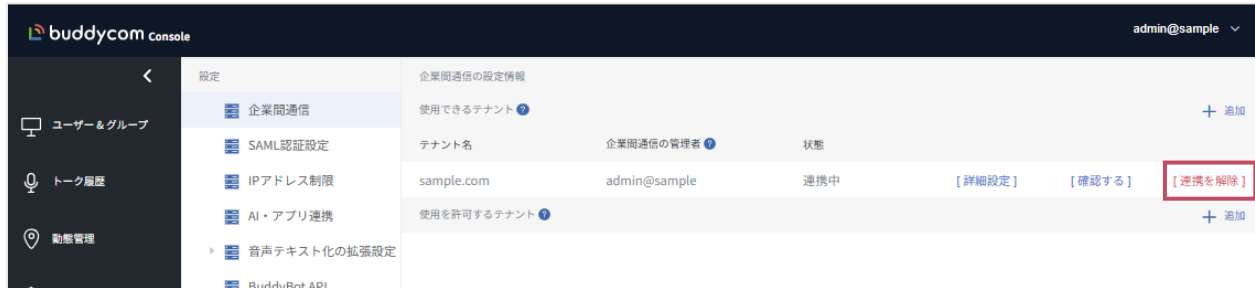 buddycom Console
admin@sample
設定
企業間通信の設定情報
企業間通信
使用できるテナント ?
+ 追加
ユーザー＆グループ
SAML認証設定
テナント名
企業間通信の管理者 ?
状態
トーク履歴
IPアドレス制限
sample.com
admin@sample
連携中
[ 詳細設定 ]
[ 確認する ]
[ 連携を解除 ]
AI・アプリ連携
使用を許可するテナント ?
+ 追加
動態管理
音声テキスト化の拡張設定
BuddyBot API